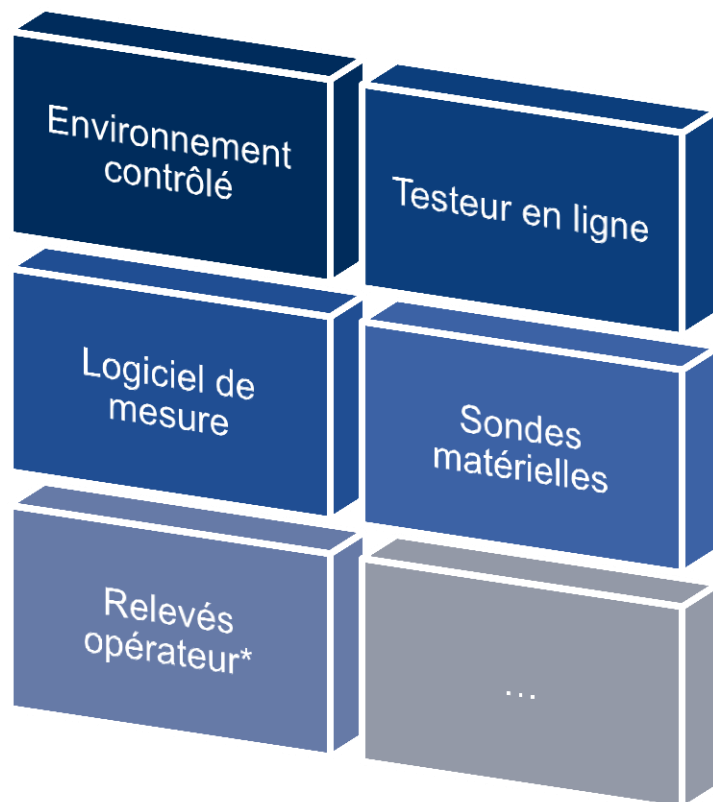 Environnement
contrôlé
Testeur en ligne
Logiciel de
mesure
Sondes
matérielles
Relevés
opérateur*
...